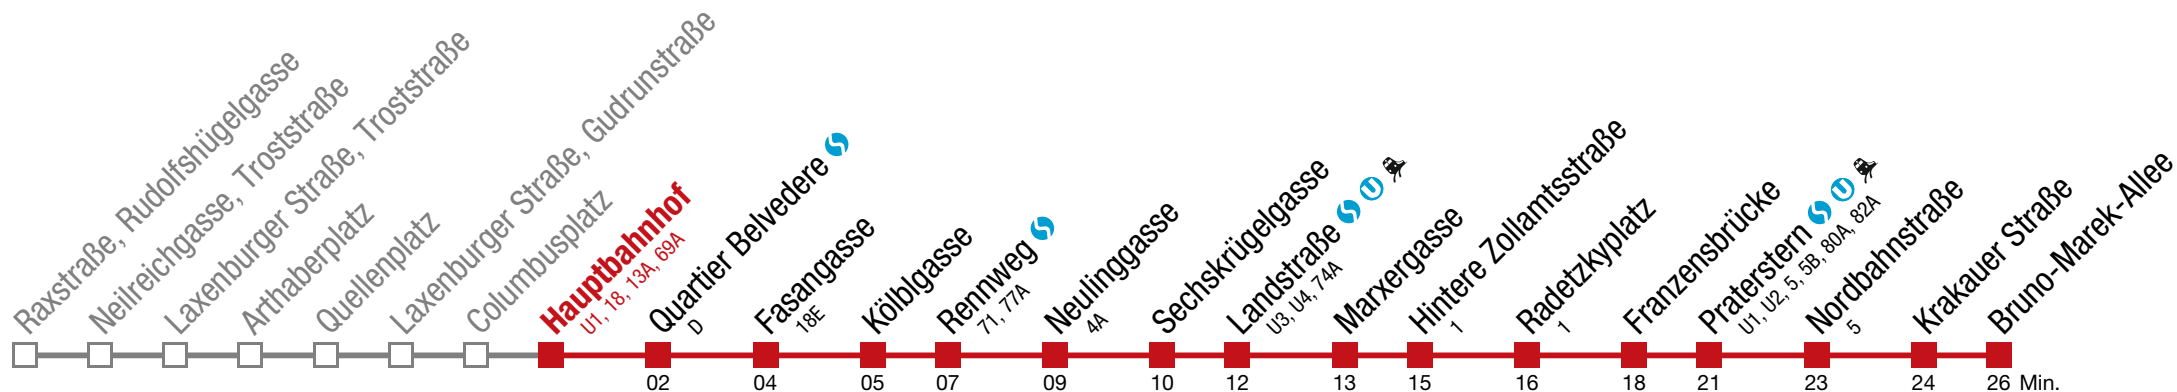 Raxstraße, Rudolfshügelgasse
Neilreichgasse, Troststraße
Laxenburger Straße, Troststraße
Arthaberplatz
Quellenplatz
Laxenburger Straße, Gudrunstraße
Columbusplatz
Hauptbahnhof
U1, 18, 13A, 69A
Quartier Belvedere
D
Fasangasse
18E
Kölblgasse
Rennweg
71, 77A
Neulinggasse
4A
Sechskrügelgasse
Landstraße
U3, U4, 74A
Marxergasse
Hintere Zollamtsstraße
1
Radetzkyplatz
1
Franzensbrücke
Praterstern
U1, U2, 5, 5B, 80A, 82A
Nordbahnstraße
5
Krakauer Straße
Bruno-Marek-Allee
02 04 05 07 09 10 12 13 15 16 18 21 23 24 26 Min.